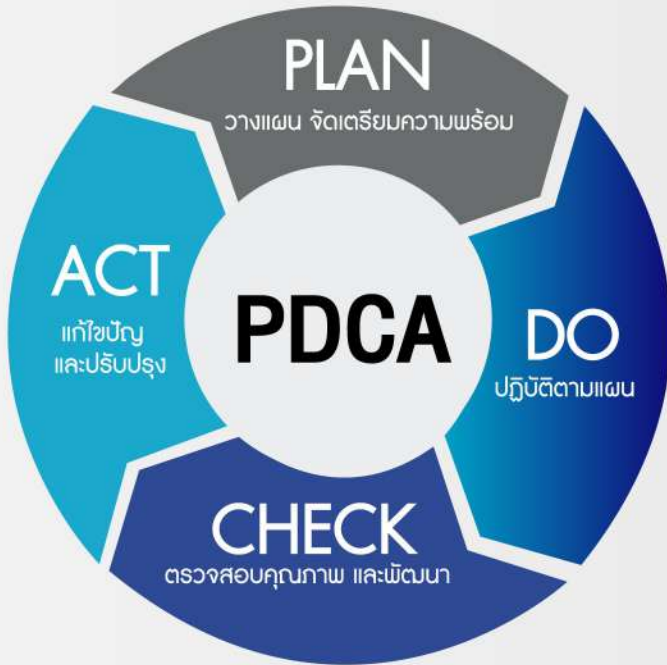 PLAN
วางแผน จัดเตรียมความพร้อม
DO
ปฏิบัติตามแผน
CHECK
ตรวจสอบคุณภาพ และพัฒนา
ACT
แก้ไขปัญ
และปรับปรุง
PDCA